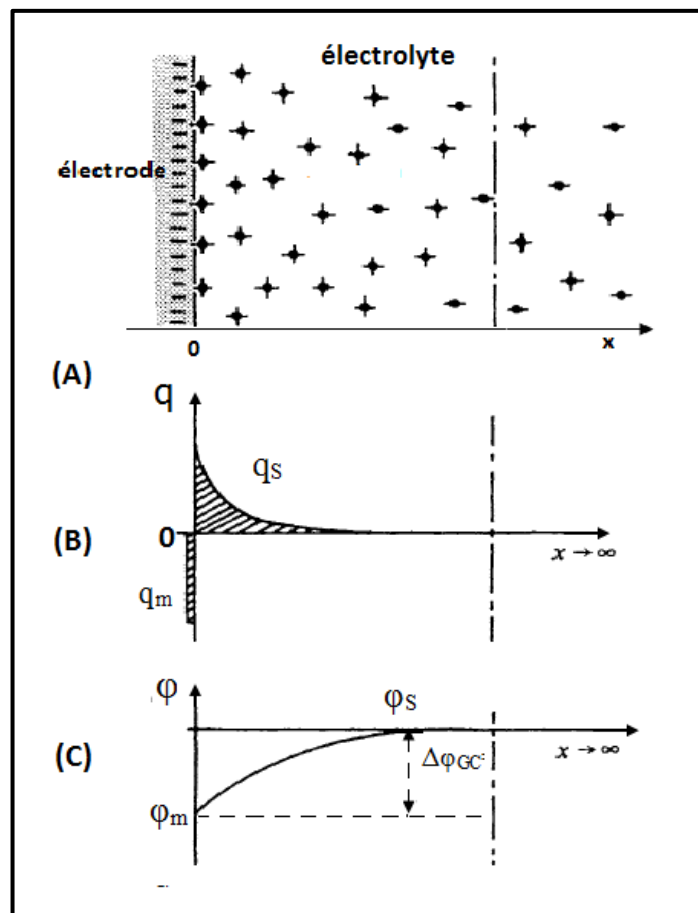 électrolyte
électrode
0
x
(A)
q
qS
0
(B)
x → ∞
qm
φ
φS
(C)
ΔφGC
x → ∞
φm